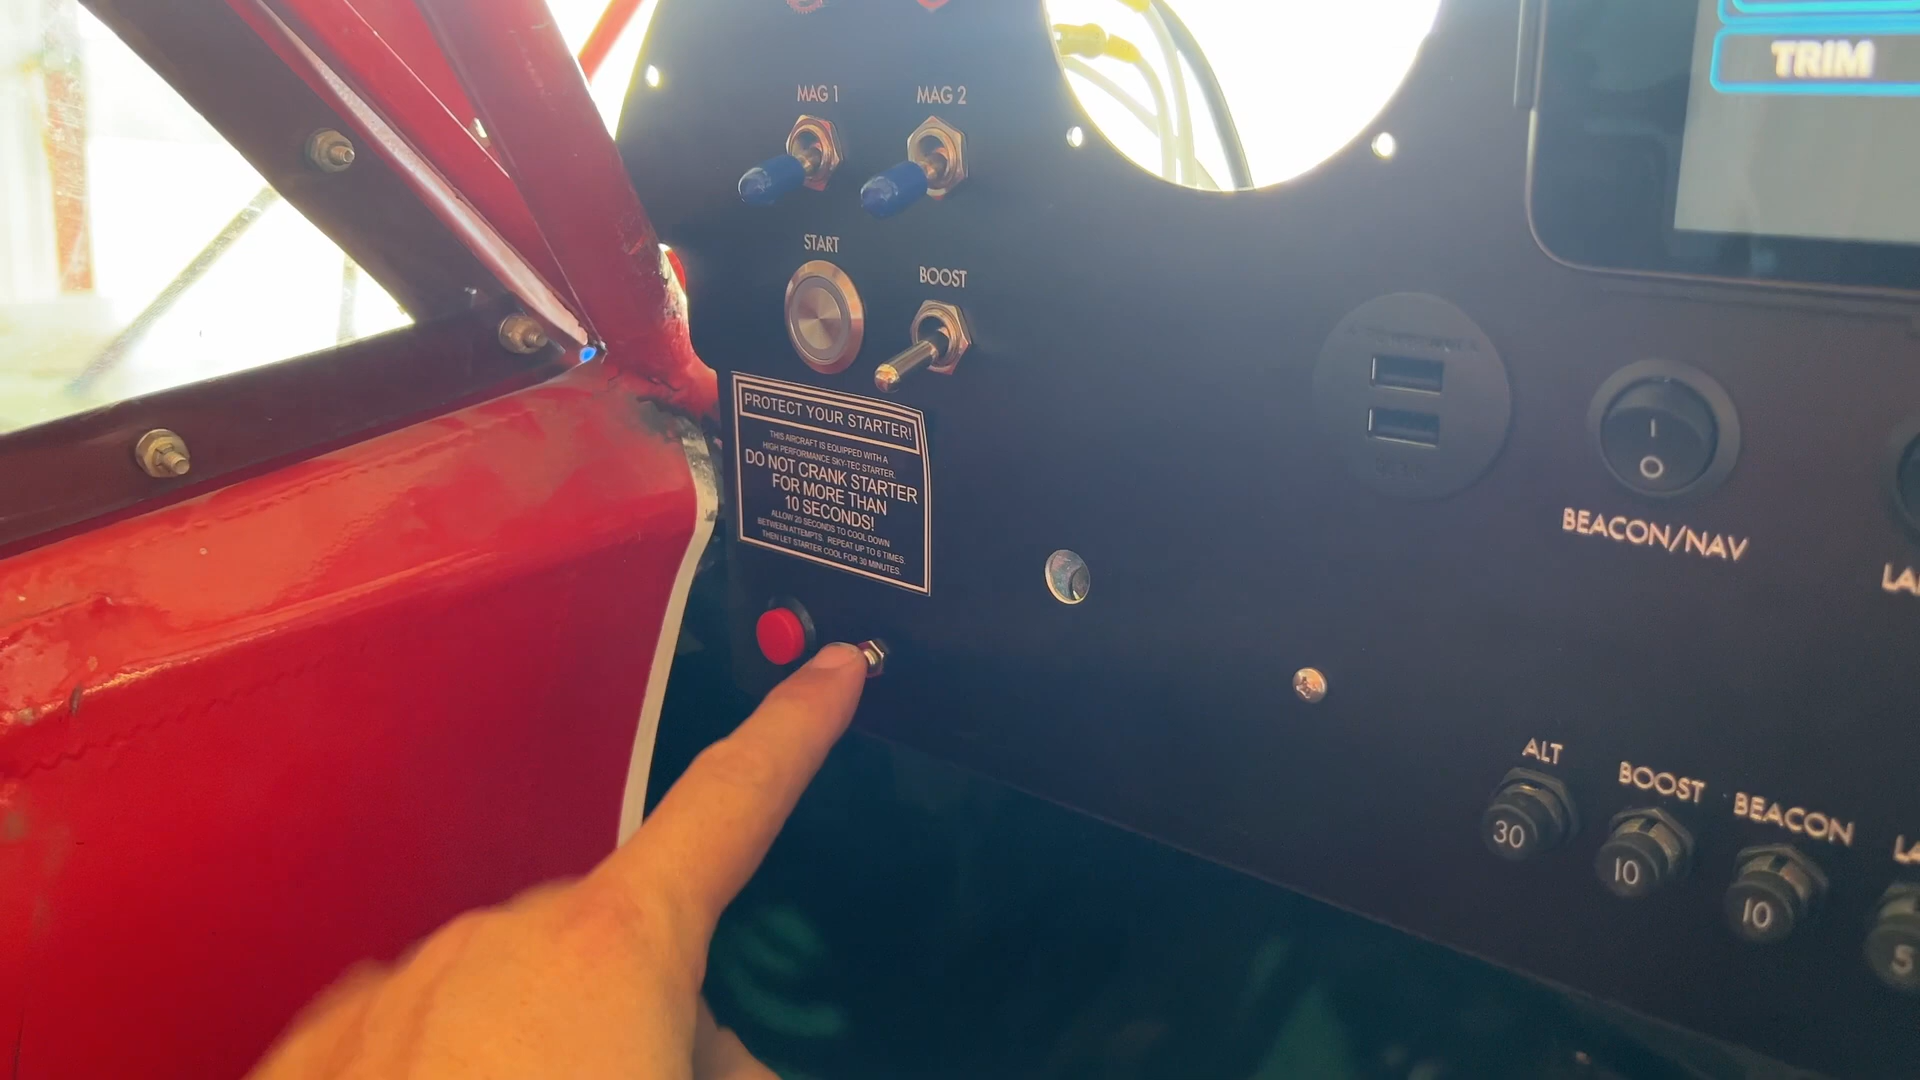 TRIM
MAG 1
MAG 2
START
BOOST
PROTECT YOUR STARTER!
THIS AIRCRAFT IS EQUIPPED WITH A
HIGH PERFORMANCE SKY-TEC STARTER.
DO NOT CRANK STARTER
FOR MORE THAN
10 SECONDS!
ALLOW 20 SECONDS TO COOL DOWN
BETWEEN ATTEMPTS. REPEAT UP TO 6 TIMES.
THEN LET STARTER COOL FOR 30 MINUTES.
BEACON/NAV
LA
ALT
BOOST
BEACON
LA
30
10
10
5